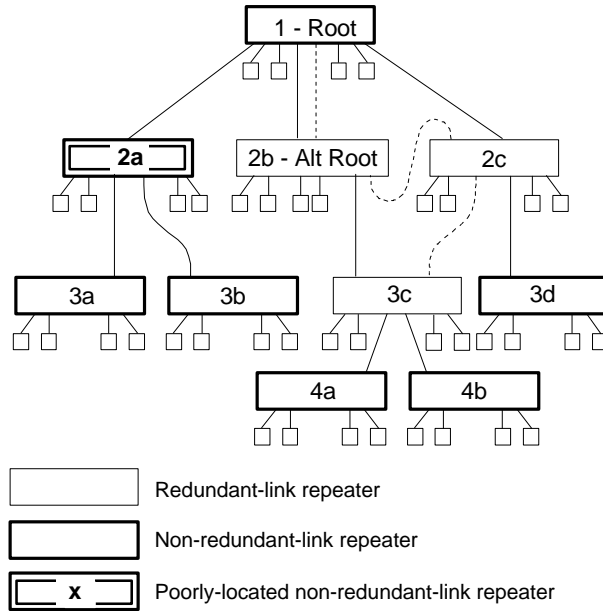 1 - Root
2a
2b - Alt Root
2c
3a
3b
3c
3d
4a
4b
Redundant-link repeater
Non-redundant-link repeater
x
Poorly-located non-redundant-link repeater